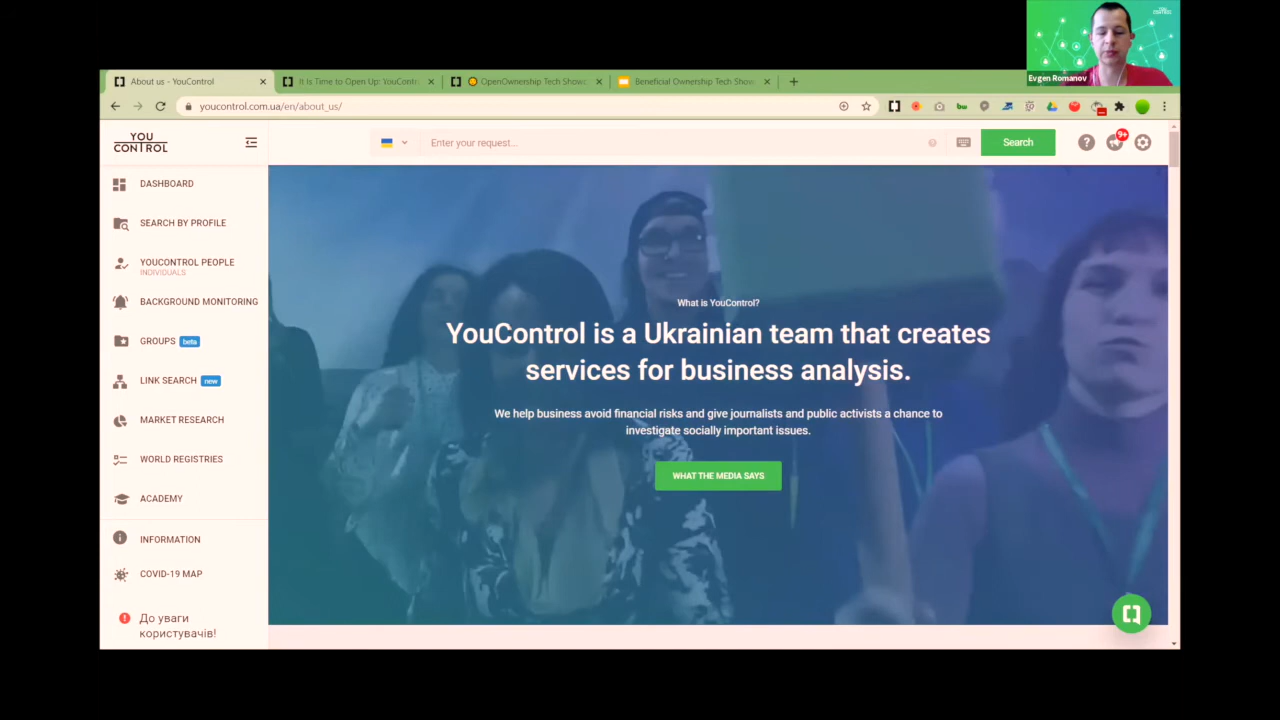 YOU CONTROL
Evgen Romanov
About us - YouControl
It Is Time to Open Up: YouContr
OpenOwnership Tech Showc
Beneficial Ownership Tech Show
youcontrol.com.ua/en/about_us/
YOU
CONTROL
Enter your request...
Search
9+
DASHBOARD
SEARCH BY PROFILE
YOUCONTROL PEOPLE
INDIVIDUALS
BACKGROUND MONITORING
GROUPS beta
LINK SEARCH new
MARKET RESEARCH
WORLD REGISTRIES
ACADEMY
INFORMATION
COVID-19 MAP
До уваги
користувачів!
What is YouControl?
YouControl is a Ukrainian team that creates
services for business analysis.
We help business avoid financial risks and give journalists and public activists a chance to
investigate socially important issues.
WHAT THE MEDIA SAYS